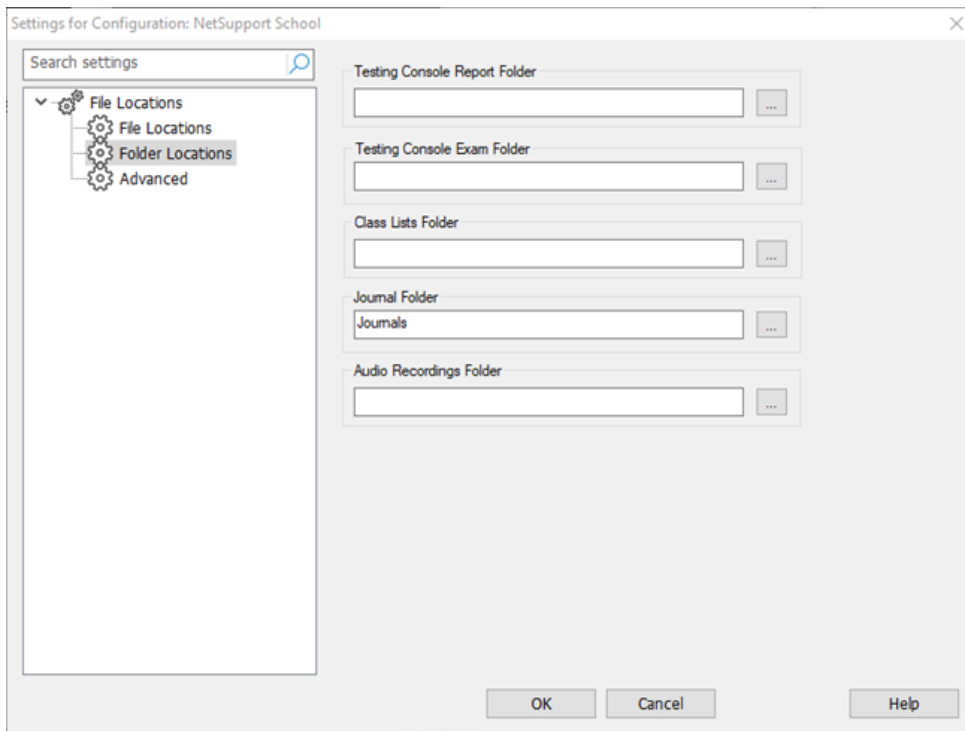 Settings for Configuration: NetSupport School
Search settings
File Locations
File Locations
Folder Locations
Advanced
Testing Console Report Folder
...
Testing Console Exam Folder
...
Class Lists Folder
...
Journal Folder
Journals
...
Audio Recordings Folder
...
OK
Cancel
Help